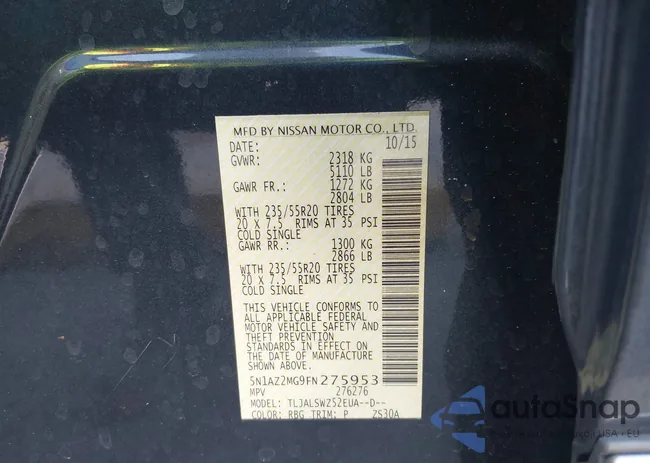 MFD BY NISSAN MOTOR CO., LTD.
DATE: 10/15
GVWR: 2318 KG
5110 LB
GAWR FR.: 1272 KG
2804 LB
WITH 235/55R20 TIRES
20 X 7.5 RIMS AT 35 PSI
COLD SINGLE
GAWR RR.: 1300 KG
2866 LB
WITH 235/55R20 TIRES
20 X 7.5 RIMS AT 35 PSI
COLD SINGLE
THIS VEHICLE CONFORMS TO
ALL APPLICABLE FEDERAL
MOTOR VEHICLE SAFETY AND
THEFT PREVENTION
STANDARDS IN EFFECT ON
THE DATE OF MANUFACTURE
SHOWN ABOVE.
5N1AZ2MG9FN275953
MPV 276276
MODEL: TLJALSWZ52EUA--D--
COLOR: RBG TRIM: P ZS30A
autoSnap
USA • EU